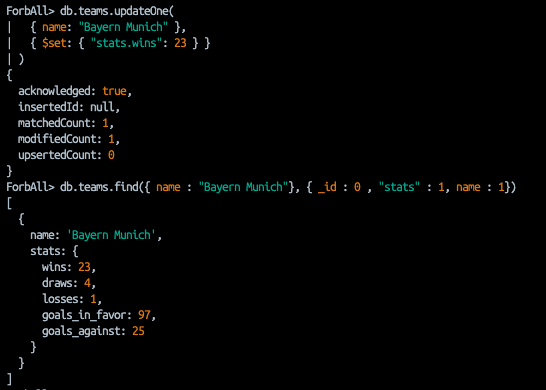 ForbAll> db.teams.updateOne(
|   { name: "Bayern Munich" },
|   { $set: { "stats.wins": 23 } }
| )
{
  acknowledged: true,
  insertedId: null,
  matchedCount: 1,
  modifiedCount: 1,
  upsertedCount: 0
}
ForbAll> db.teams.find({ name : "Bayern Munich"}, { _id : 0 , "stats" : 1, name : 1})
[
  {
    name: 'Bayern Munich',
    stats: {
      wins: 23,
      draws: 4,
      losses: 1,
      goals_in_favor: 97,
      goals_against: 25
    }
  }
]